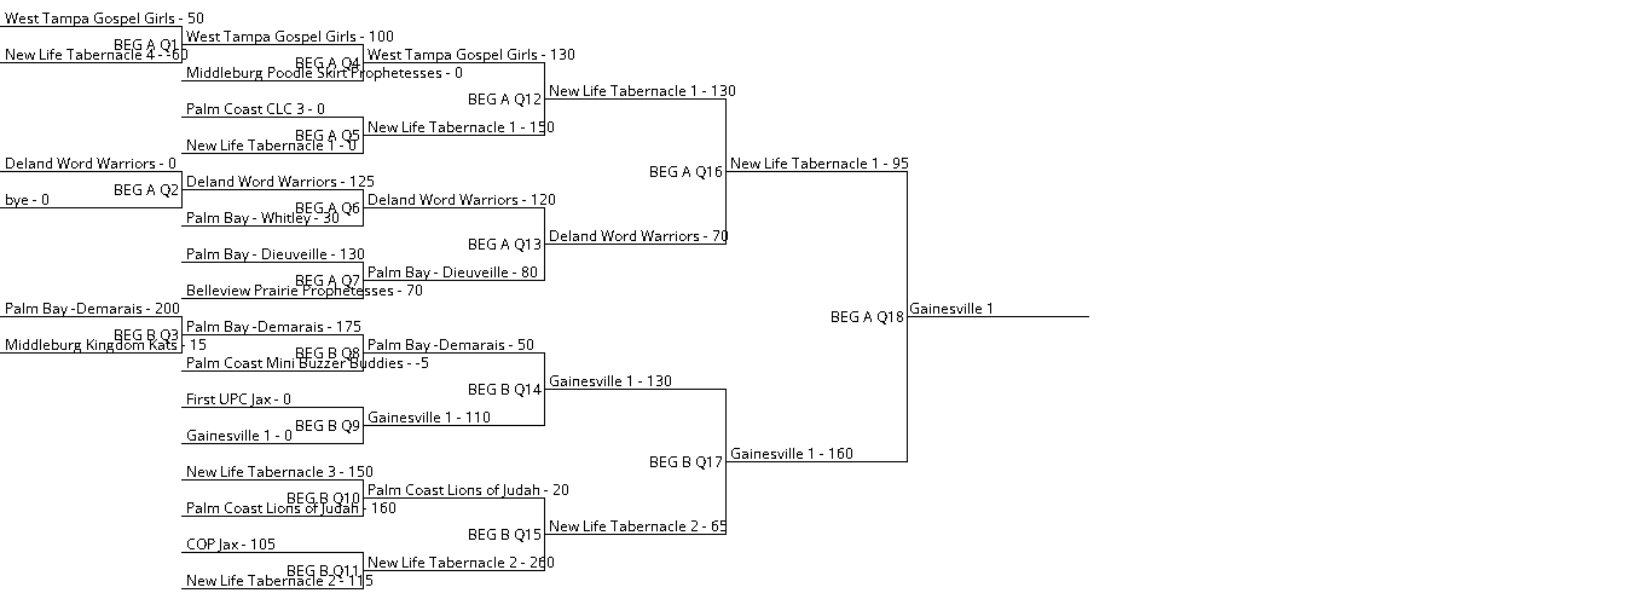 West Tampa Gospel Girls - 50
BEG A Q1
New Life Tabernacle 4 - -60
West Tampa Gospel Girls - 100
BEG A Q4
Middleburg Poodle Skirt Prophetesses - 0
West Tampa Gospel Girls - 130
BEG A Q12
New Life Tabernacle 1 - 130
Palm Coast CLC 3 - 0
BEG A Q5
New Life Tabernacle 1 - 0
New Life Tabernacle 1 - 150
BEG A Q16
New Life Tabernacle 1 - 95
Deland Word Warriors - 0
BEG A Q2
bye - 0
Deland Word Warriors - 125
BEG A Q6
Palm Bay - Whitley - 30
Deland Word Warriors - 120
BEG A Q13
Deland Word Warriors - 70
Palm Bay - Dieuveille - 130
BEG A Q7
Belleview Prairie Prophetesses - 70
Palm Bay - Dieuveille - 80
BEG A Q18
Gainesville 1
Palm Bay -Demarais - 200
BEG B Q3
Middleburg Kingdom Kats - 15
Palm Bay -Demarais - 175
BEG B Q8
Palm Coast Mini Buzzer Buddies - -5
Palm Bay -Demarais - 50
BEG B Q14
Gainesville 1 - 130
First UPC Jax - 0
BEG B Q9
Gainesville 1 - 0
Gainesville 1 - 110
BEG B Q17
Gainesville 1 - 160
New Life Tabernacle 3 - 150
BEG B Q10
Palm Coast Lions of Judah - 160
Palm Coast Lions of Judah - 20
BEG B Q15
New Life Tabernacle 2 - 65
COP Jax - 105
BEG B Q11
New Life Tabernacle 2 - 115
New Life Tabernacle 2 - 260